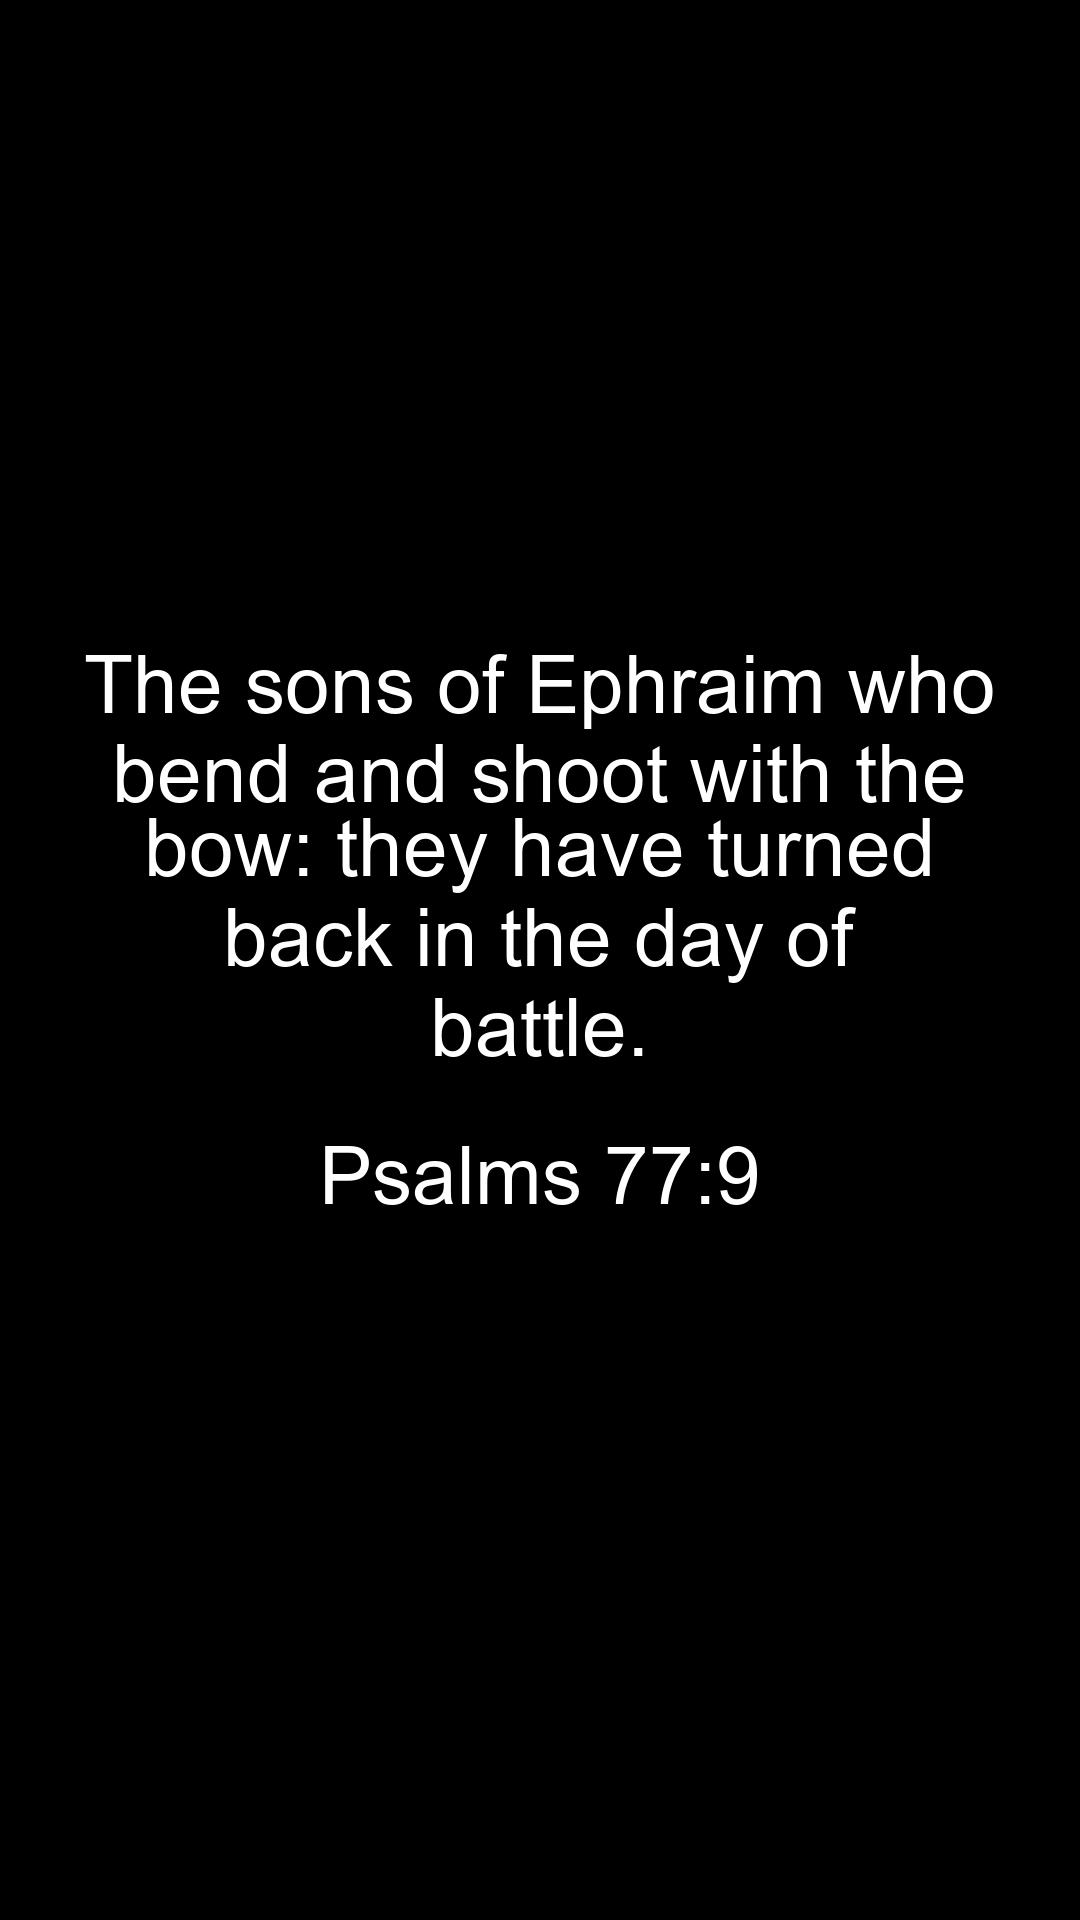 The sons of Ephraim who
bend and shoot with the
bow: they have turned
back in the day of
battle.
Psalms 77:9